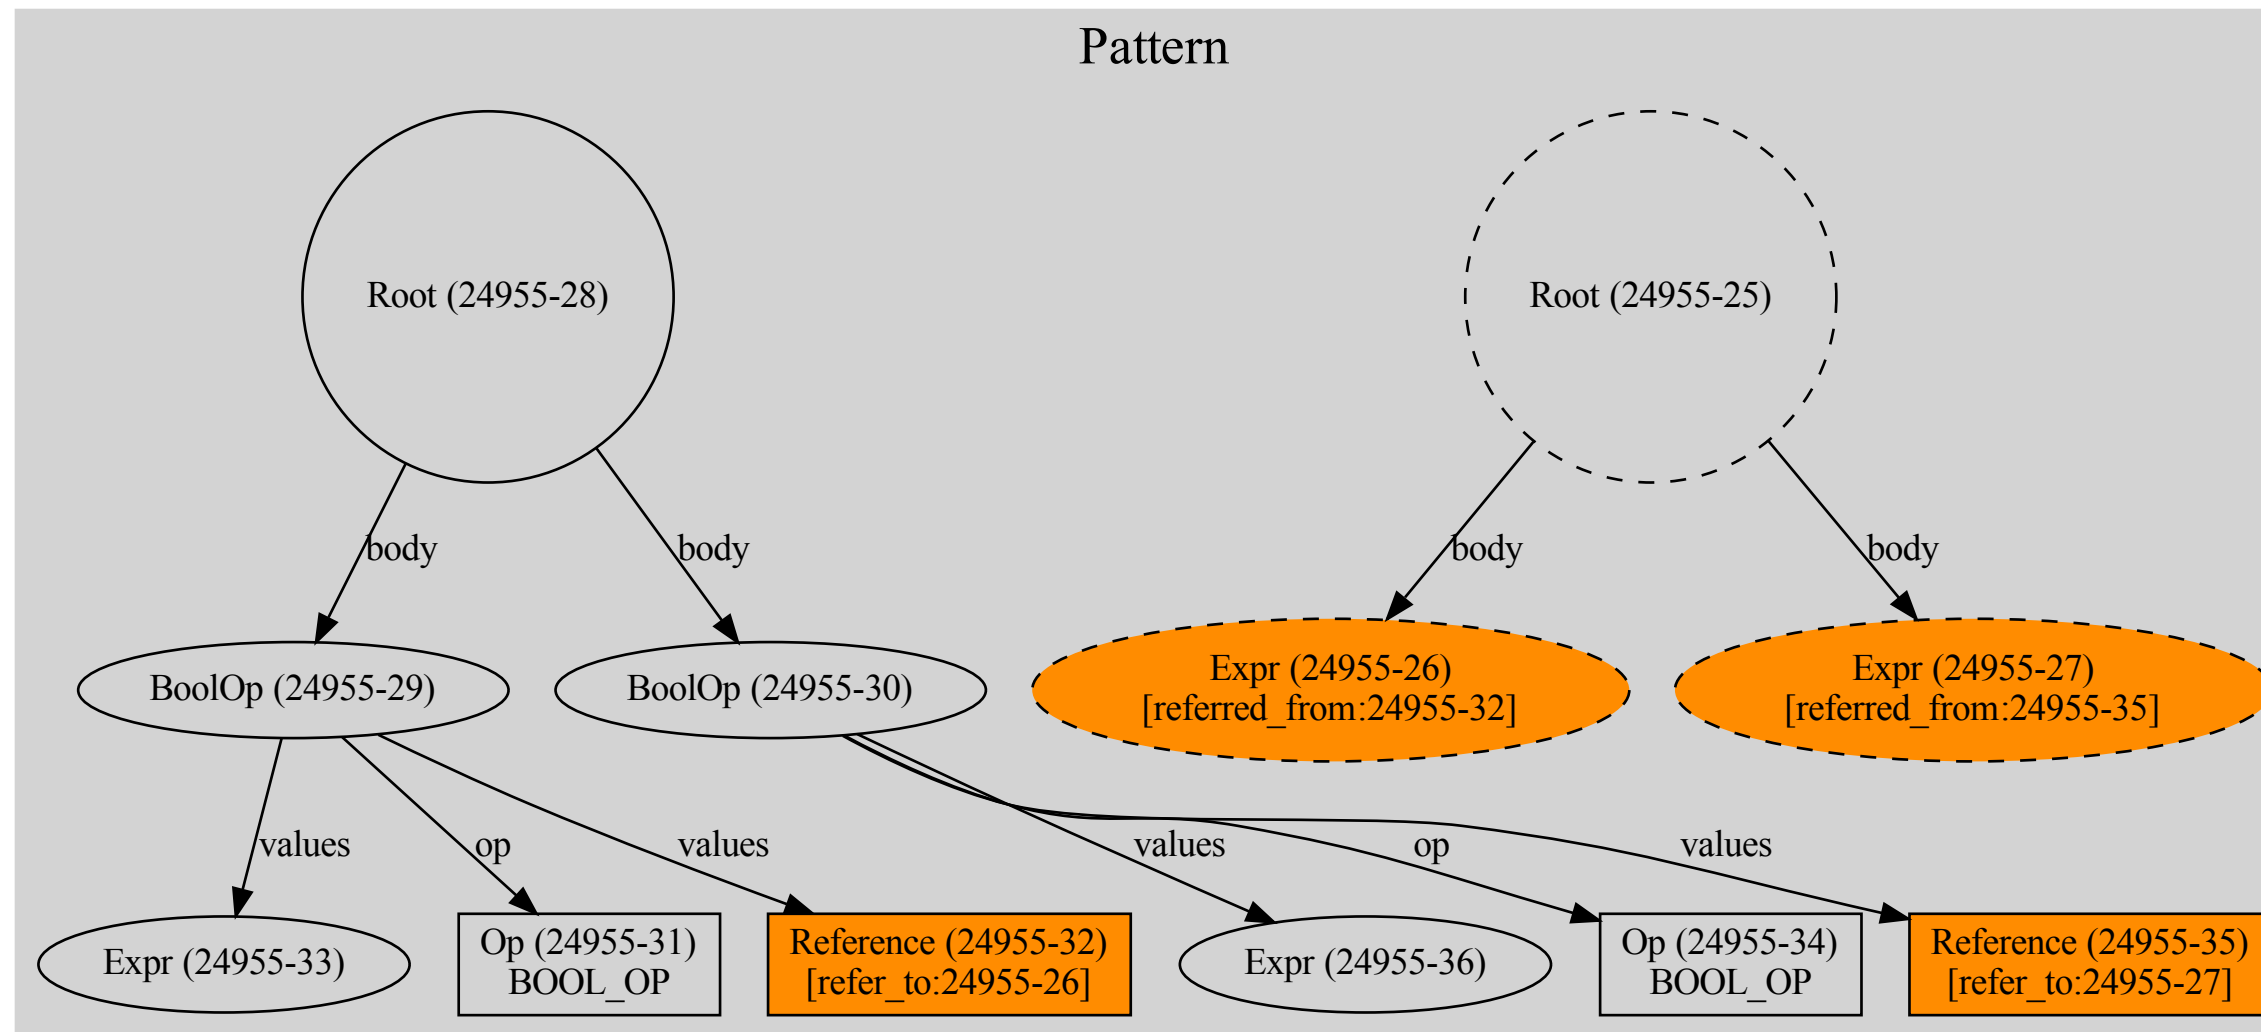 Pattern
Root (24955-28)
Root (24955-25)
body
body
body
body
BoolOp (24955-29)
BoolOp (24955-30)
Expr (24955-26)
[referred_from:24955-32]
Expr (24955-27)
[referred_from:24955-35]
values
op
values
values
op
values
Expr (24955-33)
Op (24955-31)
BOOL_OP
Reference (24955-32)
[refer_to:24955-26]
Expr (24955-36)
Op (24955-34)
BOOL_OP
Reference (24955-35)
[refer_to:24955-27]